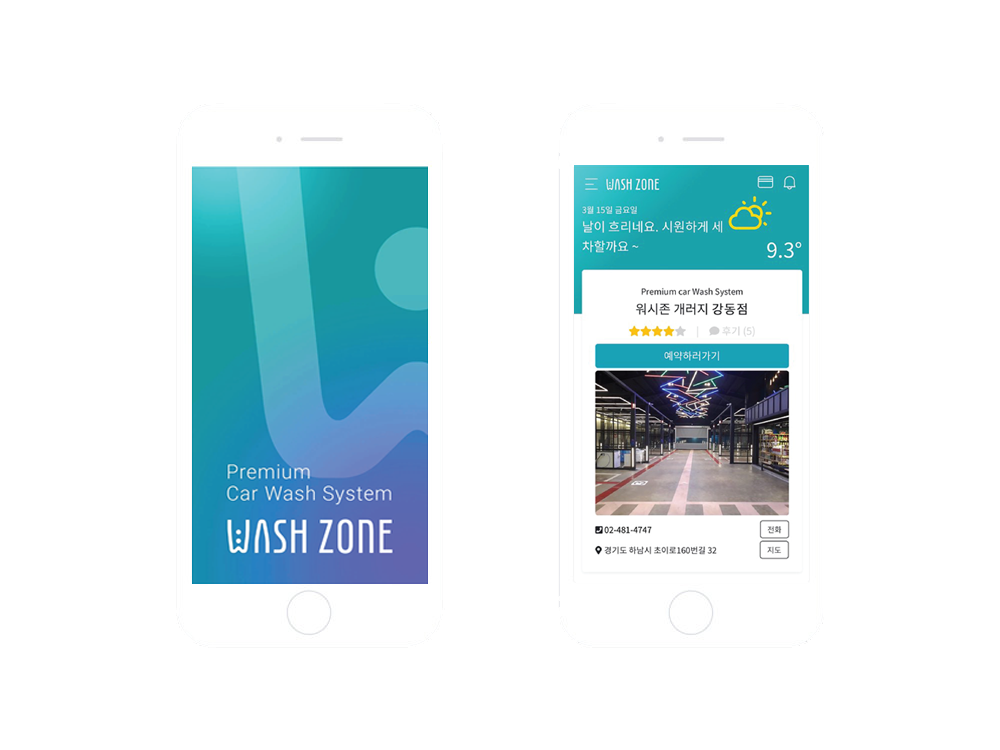 Premium
Car Wash System
WASH ZONE
WASH ZONE
3월 15일 금요일
날이 흐리네요. 시원하게 세
차할까요 ~
9.3°
Premium car Wash System
워시존 개러지 강동점
후기 (5)
예약하러가기
02-481-4747
전화
경기도 하남시 초이로160번길 32
지도